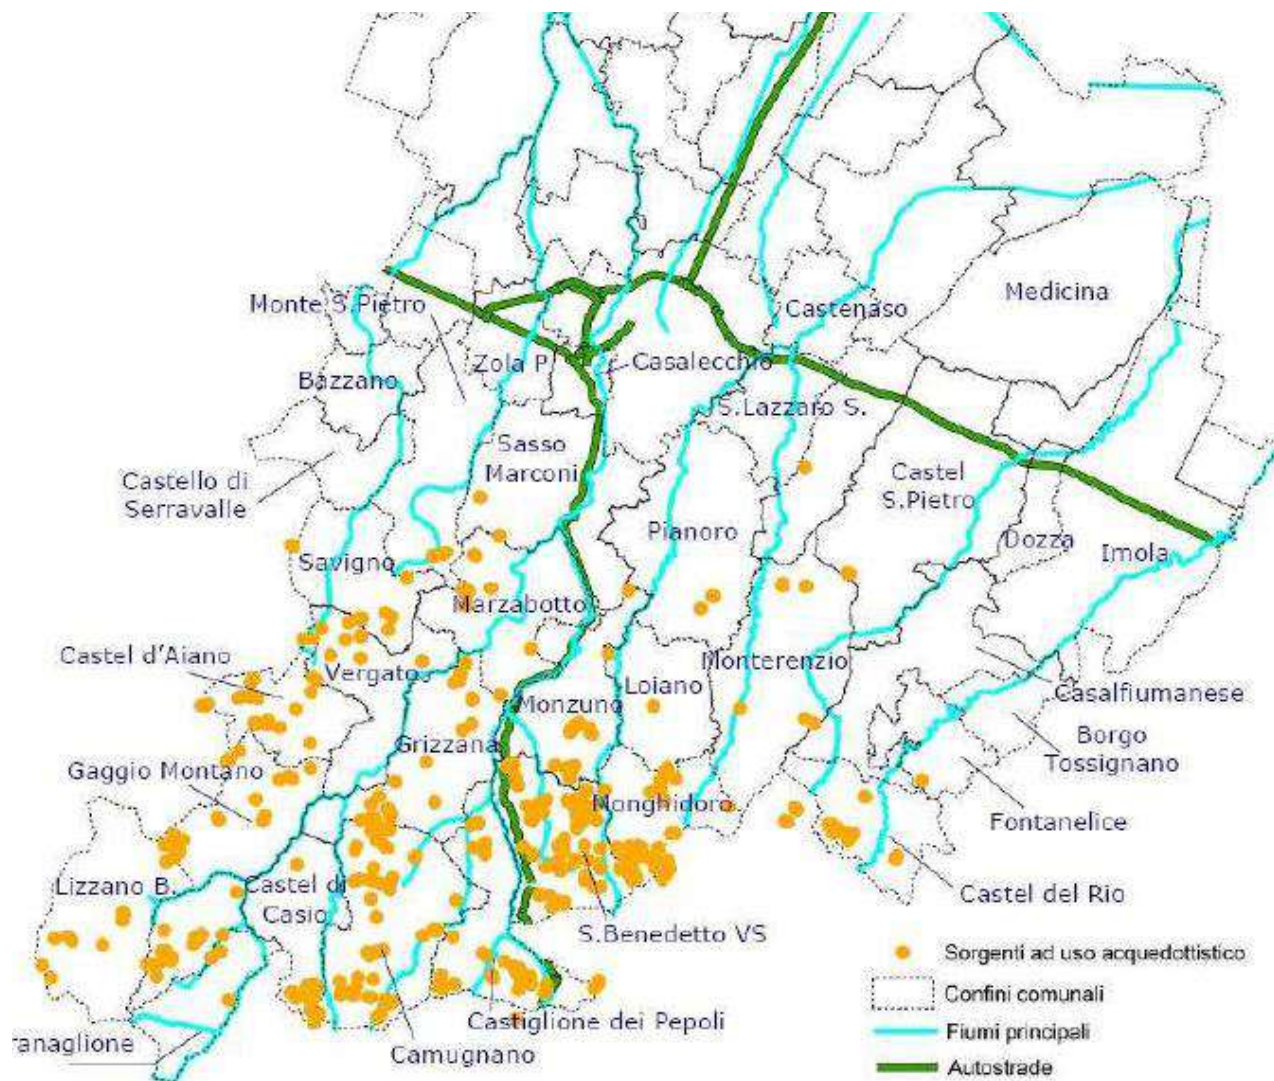 Monte S.Pietro
Castenaso
Medicina
Zola P.
Casalecchio
Bazzano
S.Lazzaro S.
Sasso
Marconi
Castello di
Serravalle
Castel
S.Pietro
Pianoro
Dozza
Imola
Savigno
Marzabotto
Castel d'Aiano
Vergato
Monterenzio
Loiano
Casalfiumanese
Monzuno
Borgo
Tossignano
Grizzana
Gaggio Montano
Monghidoro
Fontanelice
Lizzano B.
Castel di
Casio
Castel del Rio
S.Benedetto VS
Sorgenti ad uso acquedottistico
Confini comunali
Castiglione dei Pepoli
Fiumi principali
ranaglione
Camugnano
Autostrade